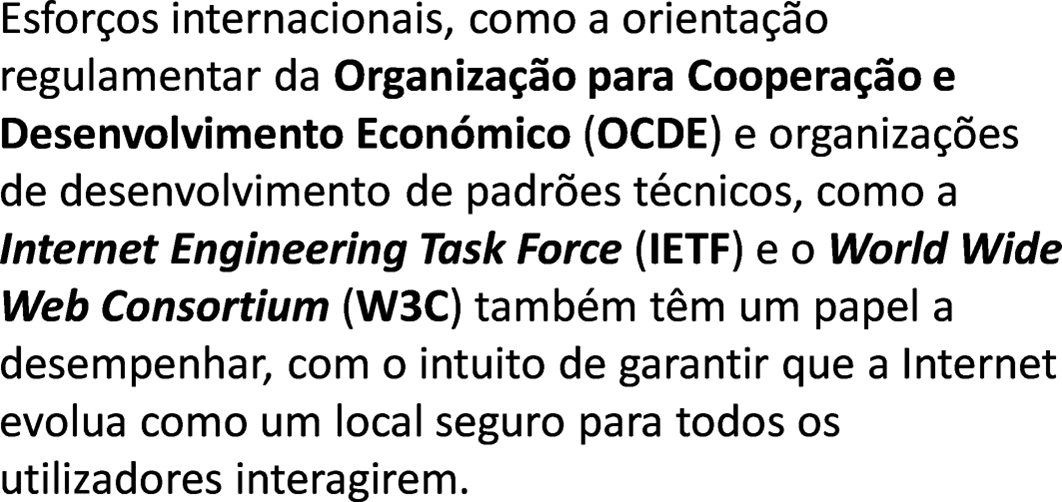 Esforços internacionais, como a orientação
regulamentar da Organização para Cooperação e
Desenvolvimento Económico (OCDE) e organizações
de desenvolvimento de padrões técnicos, como a
Internet Engineering Task Force (IETF) e o World Wide
Web Consortium (W3C) também têm um papel a
desempenhar, com o intuito de garantir que a Internet
evolua como um local seguro para todos os
utilizadores interagirem.